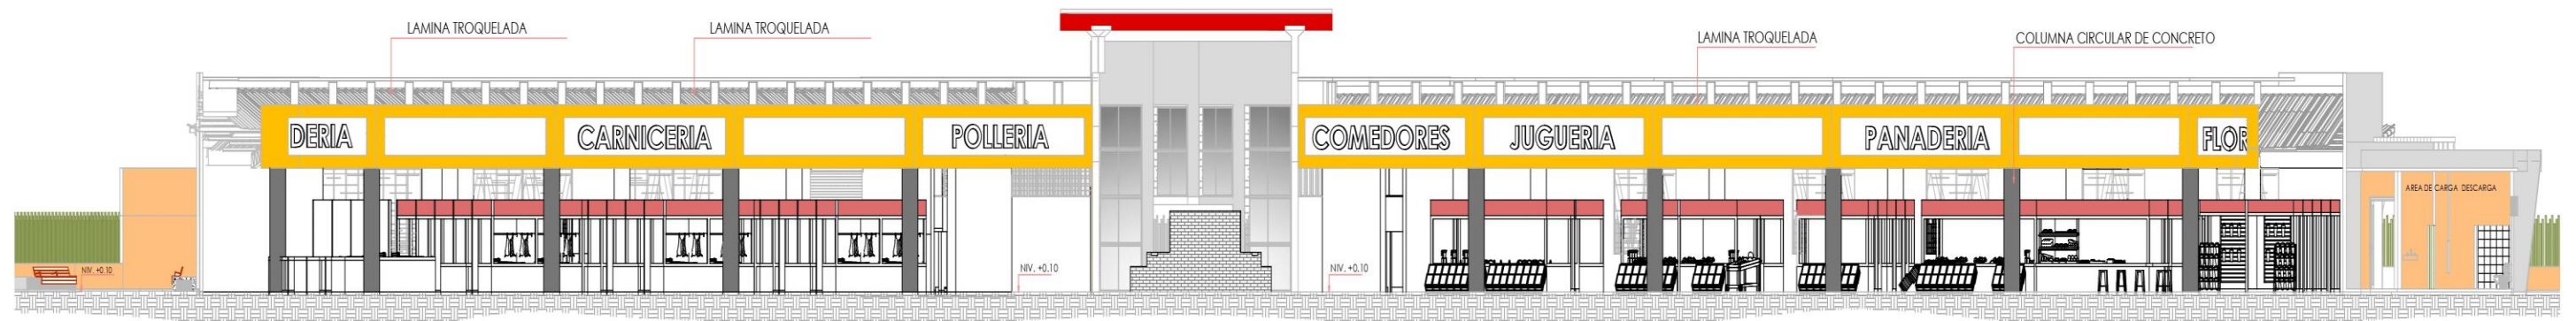 LAMINA TROQUELADA
LAMINA TROQUELADA
LAMINA TROQUELADA
COLUMNA CIRCULAR DE CONCRETO
DERIA
CARNICERIA
POLLERIA
COMEDORES
JUGUERIA
PANADERIA
FLOR
AREA DE CARGA DESCARGA
NIV. +0.10
NIV. +0.10
NIV. +0.10